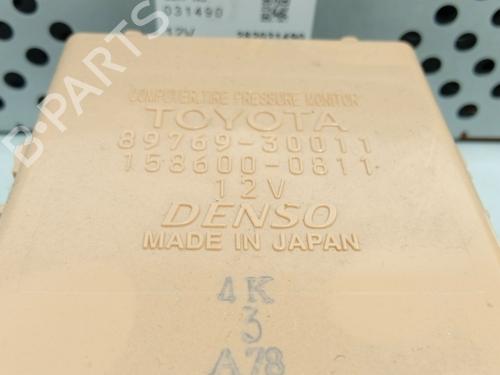 031490
12V
COMPUTER,TIRE PRESSURE MONITOR
TOYOTA
89769-30011
158600-0811
12V
DENSO
MADE IN JAPAN
4K
3
A78
B-PARTS